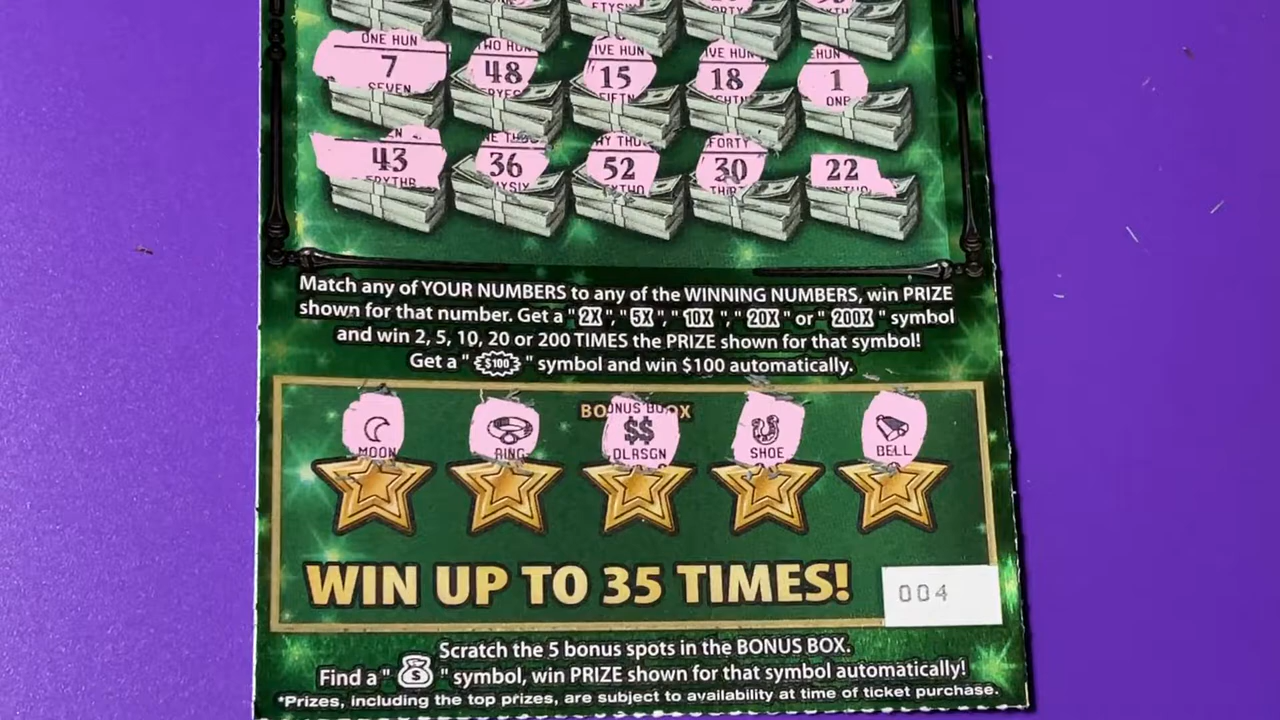 ONE HUN
7 48 15 18 1
SEVEN
43 36 52 30 22
FORTY
Match any of YOUR NUMBERS to any of the WINNING NUMBERS, win PRIZE
shown for that number. Get a "2X", "5X", "10X", "20X" or "200X" symbol
and win 2, 5, 10, 20 or 200 TIMES the PRIZE shown for that symbol!
Get a "$100" symbol and win $100 automatically.
BONUS BOX
$$
MOON RING DLRSGN SHOE BELL
WIN UP TO 35 TIMES!
004
Scratch the 5 bonus spots in the BONUS BOX.
Find a "$" symbol, win PRIZE shown for that symbol automatically!
*Prizes, including the top prizes, are subject to availability at time of ticket purchase.